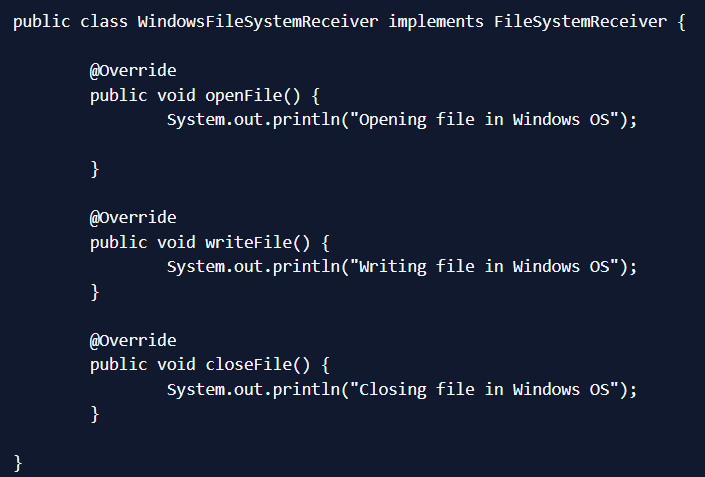 public class WindowsFileSystemReceiver implements FileSystemReceiver {
@Override
public void openFile() {
System.out.println("Opening file in Windows OS");
}
@Override
public void writeFile() {
System.out.println("Writing file in Windows OS");
}
@Override
public void closeFile() {
System.out.println("Closing file in Windows OS");
}
}